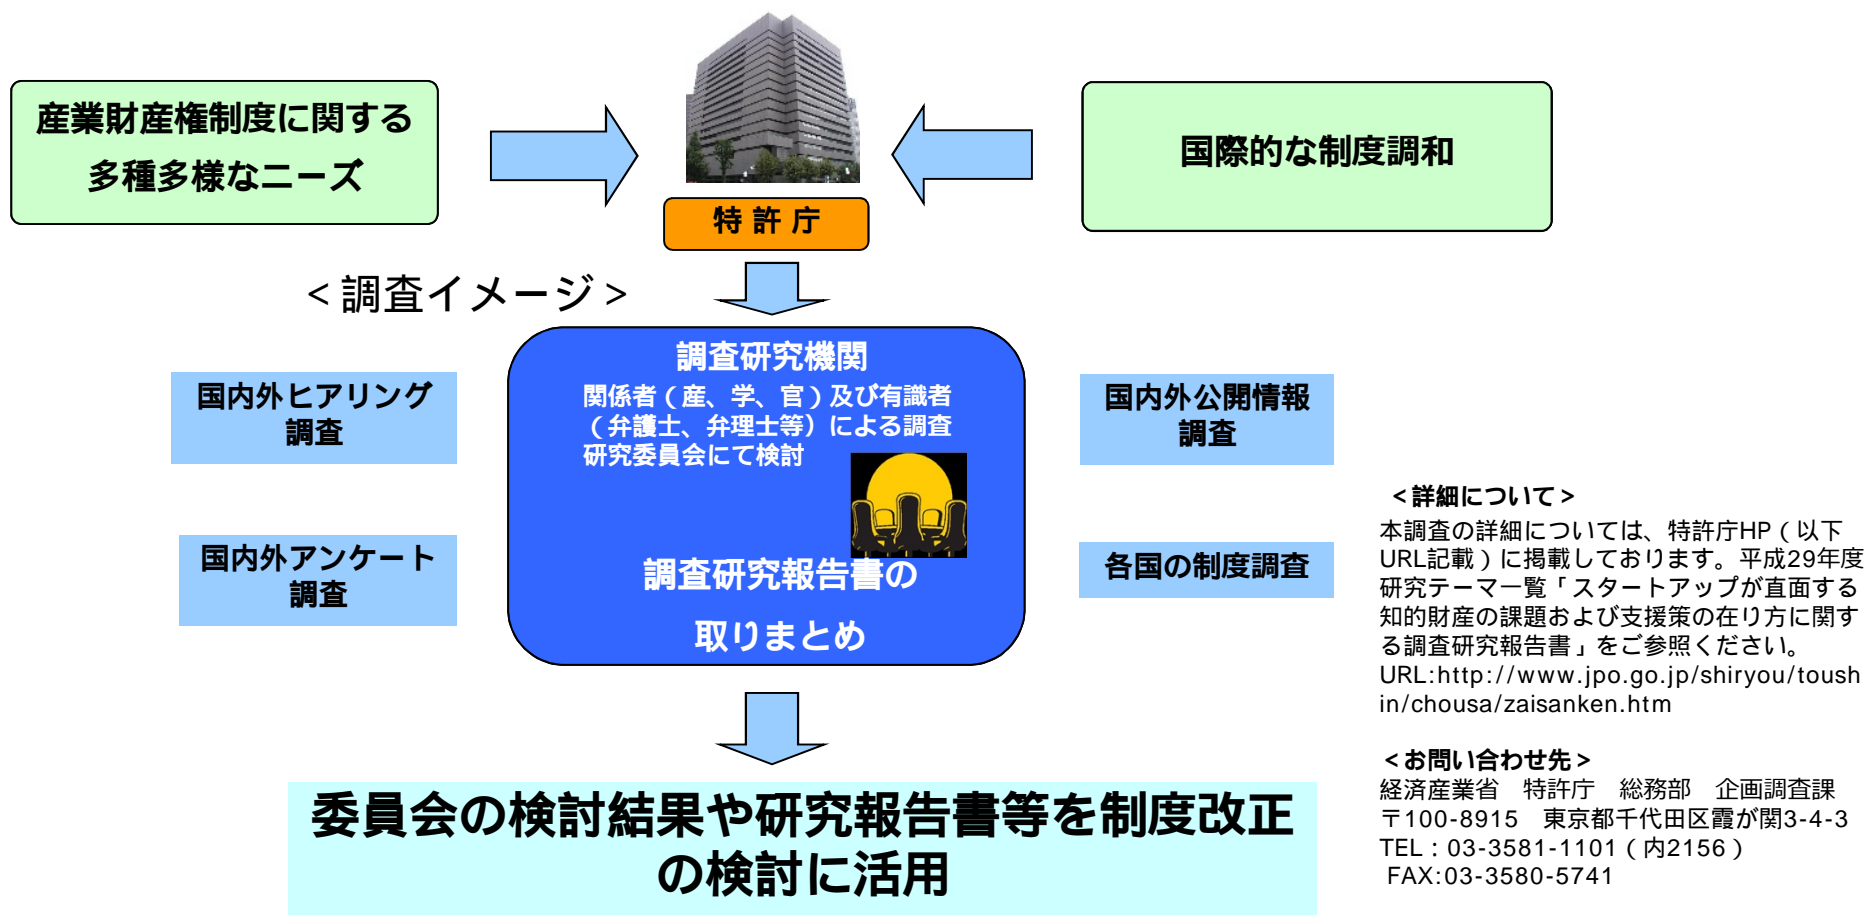 産業財産権制度に関する
多種多様なニーズ
国際的な制度調和
特 許 庁
＜調査イメージ＞
調査研究機関
関係者（産、学、官）及び有識者
（弁護士、弁理士等）による調査
研究委員会にて検討
調査研究報告書の
取りまとめ
国内外ヒアリング
調査
国内外アンケート
調査
国内外公開情報
調査
各国の制度調査
委員会の検討結果や研究報告書等を制度改正
の検討に活用
＜詳細について＞
本調査の詳細については、特許庁HP（以下
URL記載）に掲載しております。平成29年度
研究テーマ一覧「スタートアップが直面する
知的財産の課題および支援策の在り方に関す
る調査研究報告書」をご参照ください。
URL:http://www.jpo.go.jp/shiryou/toush
in/chousa/zaisanken.htm
＜お問い合わせ先＞
経済産業省　特許庁　総務部　企画調査課
〒100-8915　東京都千代田区霞が関3-4-3
TEL：03-3581-1101（内2156）
FAX:03-3580-5741